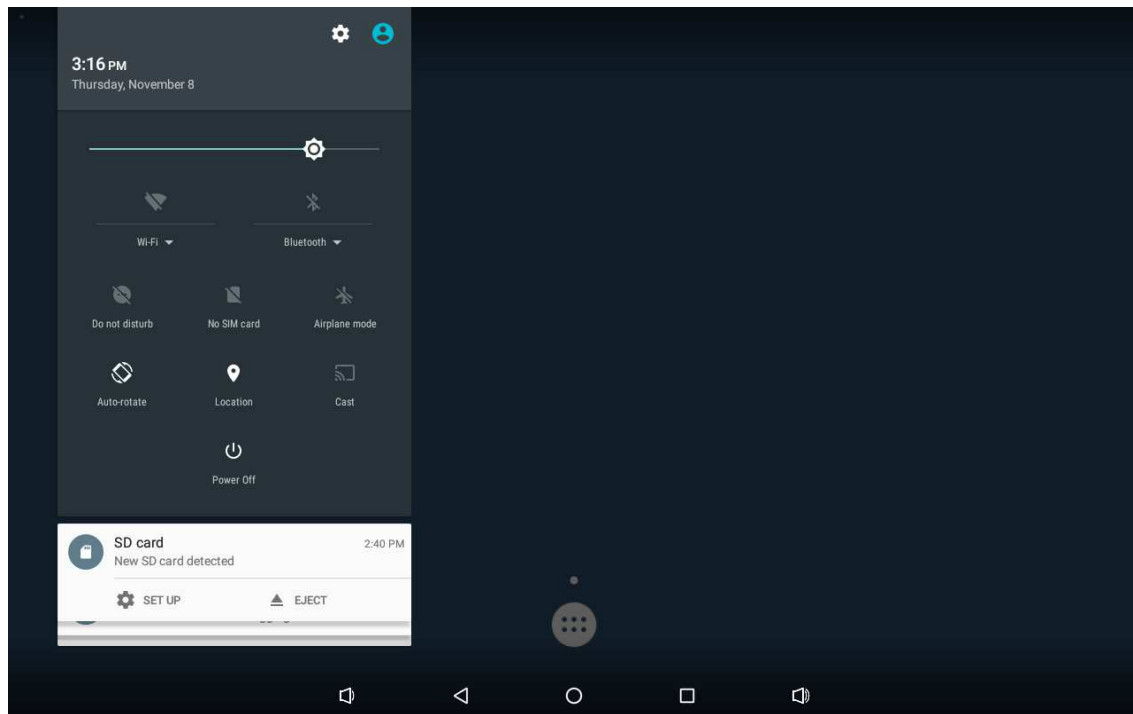 3:16 PM
Thursday, November 8
Wi-Fi
Bluetooth
Do not disturb
No SIM card
Airplane mode
Auto-rotate
Location
Cast
Power Off
SD card
2:40 PM
New SD card detected
SET UP
EJECT